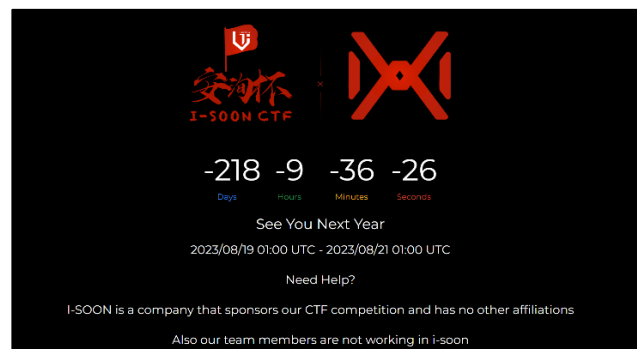 安洵杯
I-SOON CTF
×
-218 -9 -36 -26
Days Hours Minutes Seconds
See You Next Year
2023/08/19 01:00 UTC - 2023/08/21 01:00 UTC
Need Help?
I-SOON is a company that sponsors our CTF competition and has no other affiliations
Also our team members are not working in i-soon